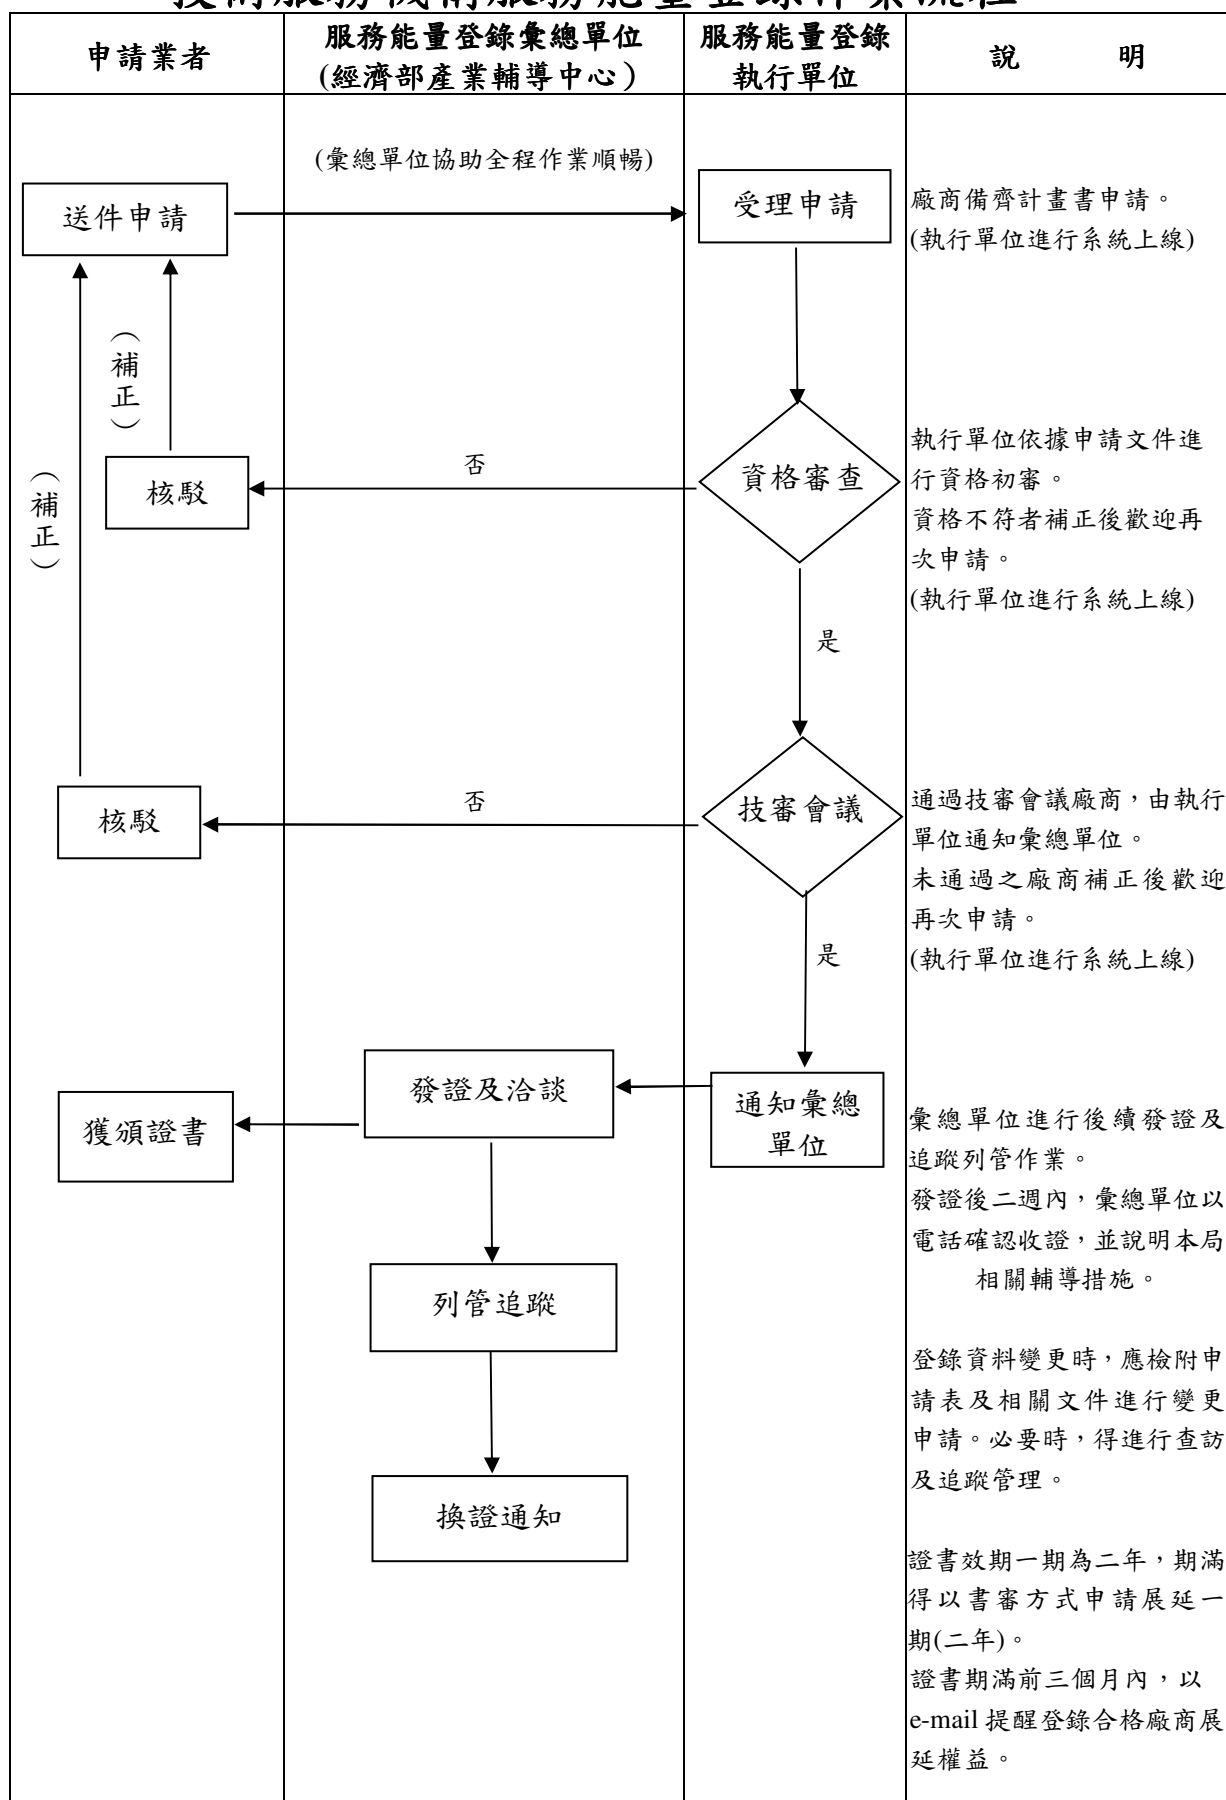 技術服務機構服務能量登錄作業流程
申請業者
服務能量登錄彙總單位
(經濟部產業輔導中心)
服務能量登錄
執行單位
說 明
(彙總單位協助全程作業順暢)
送件申請
受理申請
廠商備齊計畫書申請。
(執行單位進行系統上線)
(補正)
(補正)
核駁
否
資格審查
執行單位依據申請文件進
行資格初審。
資格不符者補正後歡迎再
次申請。
(執行單位進行系統上線)
是
核駁
否
技審會議
通過技審會議廠商,由執行
單位通知彙總單位。
未通過之廠商補正後歡迎
再次申請。
(執行單位進行系統上線)
是
獲頒證書
發證及洽談
通知彙總
單位
彙總單位進行後續發證及
追蹤列管作業。
發證後二週內,彙總單位以
電話確認收證,並說明本局
相關輔導措施。
列管追蹤
登錄資料變更時,應檢附申
請表及相關文件進行變更
申請。必要時,得進行查訪
及追蹤管理。
換證通知
證書效期一期為二年,期滿
得以書審方式申請展延一
期(二年)。
證書期滿前三個月內,以
e-mail 提醒登錄合格廠商展
延權益。